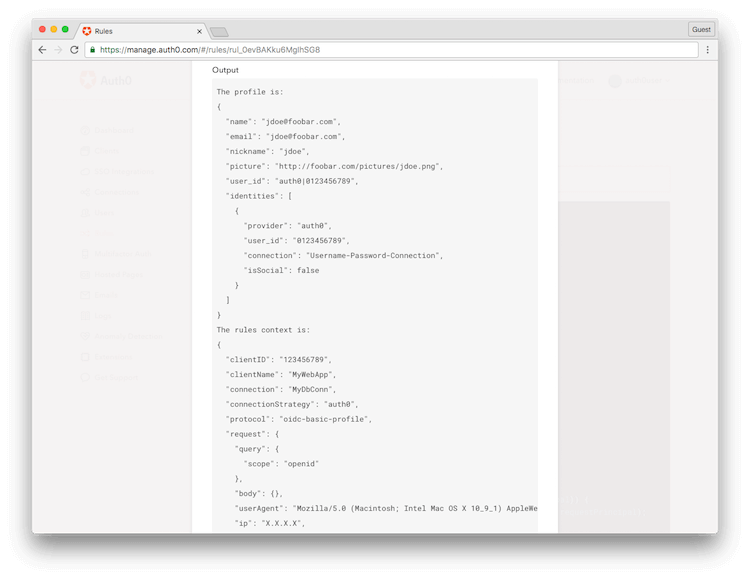 Rules
Guest
https://manage.auth0.com/#/rules/rul_0evBAKku6MglhSG8
Auth0
Output
The profile is:
{
"name": "jdoe@foobar.com",
"email": "jdoe@foobar.com",
"nickname": "jdoe",
"picture": "http://foobar.com/pictures/jdoe.png",
"user_id": "auth0|0123456789",
"identities": [
{
"provider": "auth0",
"user_id": "0123456789",
"connection": "Username-Password-Connection",
"isSocial": false
}
]
}
The rules context is:
{
"clientID": "123456789",
"clientName": "MyWebApp",
"connection": "MyDbConn",
"connectionStrategy": "auth0",
"protocol": "oidc-basic-profile",
"request": {
"query": {
"scope": "openid"
},
"body": {},
"userAgent": "Mozilla/5.0 (Macintosh; Intel Mac OS X 10_9_1) AppleWe
"ip": "X.X.X.X",